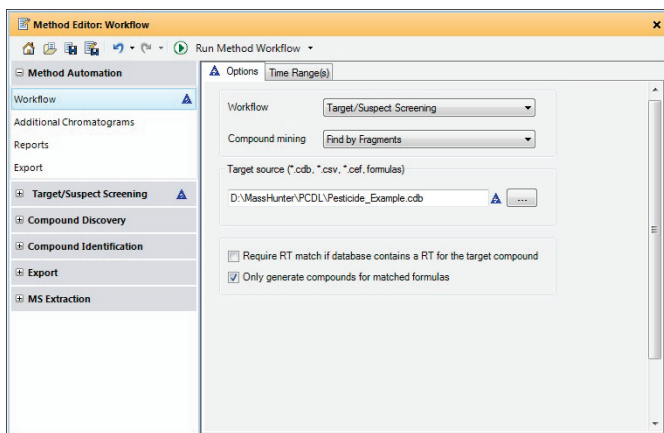 Method Editor: Workflow
Run Method Workflow
Method Automation
Workflow
Additional Chromatograms
Reports
Export
Target/Suspect Screening
Compound Discovery
Compound Identification
Export
MS Extraction
Options
Time Range(s)
Workflow
Target/Suspect Screening
Compound mining
Find by Fragments
Target source (*.cdb, *.csv, *.cef, formulas)
D:\MassHunter\PCDL\Pesticide_Example.cdb
...
Require RT match if database contains a RT for the target compound
Only generate compounds for matched formulas